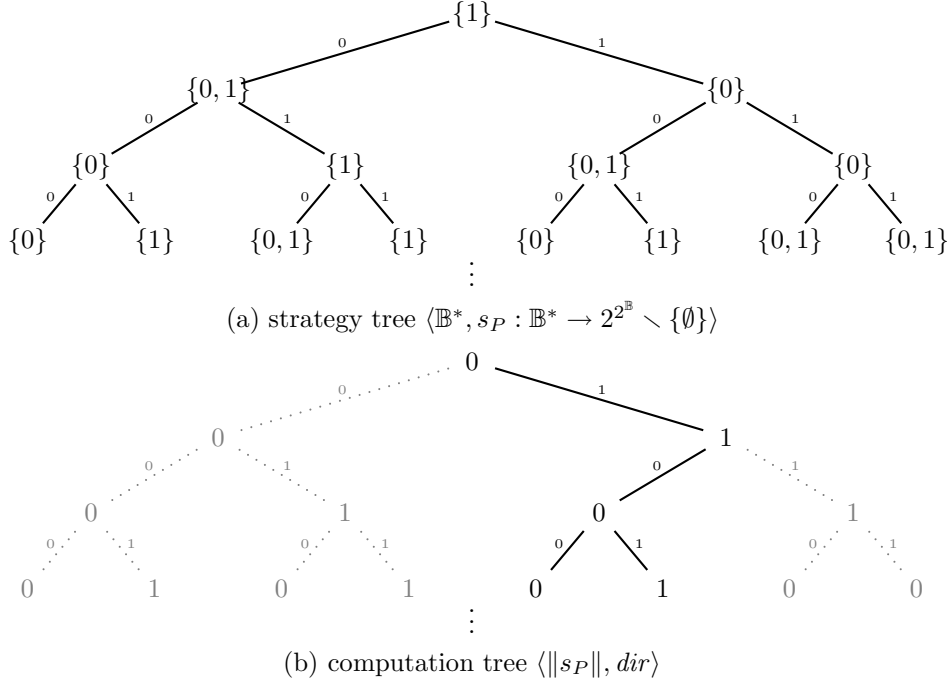 {1}
0 1
{0, 1} {0}
0 1 0 1
{0} {1} {0, 1} {0}
0 1 0 1 0 1 0 1
{0} {1} {0, 1} {1} {0} {1} {0, 1} {0, 1}
⋮
(a) strategy tree ⟨𝔹*, s_P : 𝔹* → 2^{2^𝔹} ∖ {∅}⟩
0
0 1
0 1
0 1 0 1
0 1 0 1
0 1 0 1 0 1 0 1
0 1 0 1 0 1 0 0
⋮
(b) computation tree ⟨‖s_P‖, dir⟩